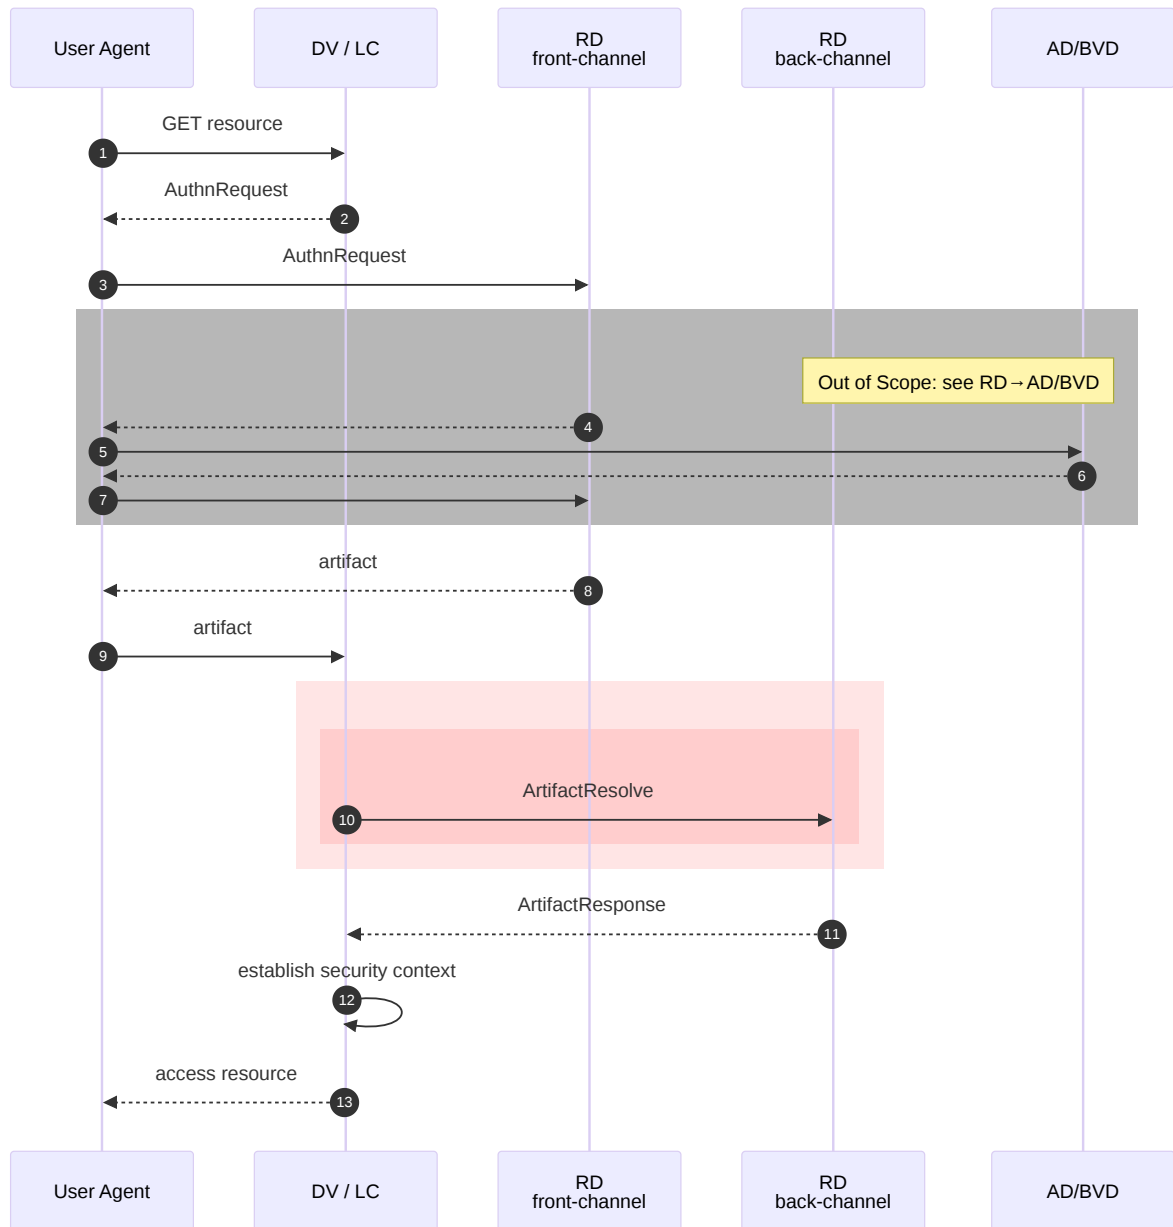 User Agent
DV / LC
RD
front-channel
RD
back-channel
AD/BVD
GET resource
1
AuthnRequest
2
AuthnRequest
3
Out of Scope: see RD→AD/BVD
4
5
6
7
artifact
8
artifact
9
ArtifactResolve
10
ArtifactResponse
11
establish security context
12
access resource
13
User Agent
DV / LC
RD
front-channel
RD
back-channel
AD/BVD